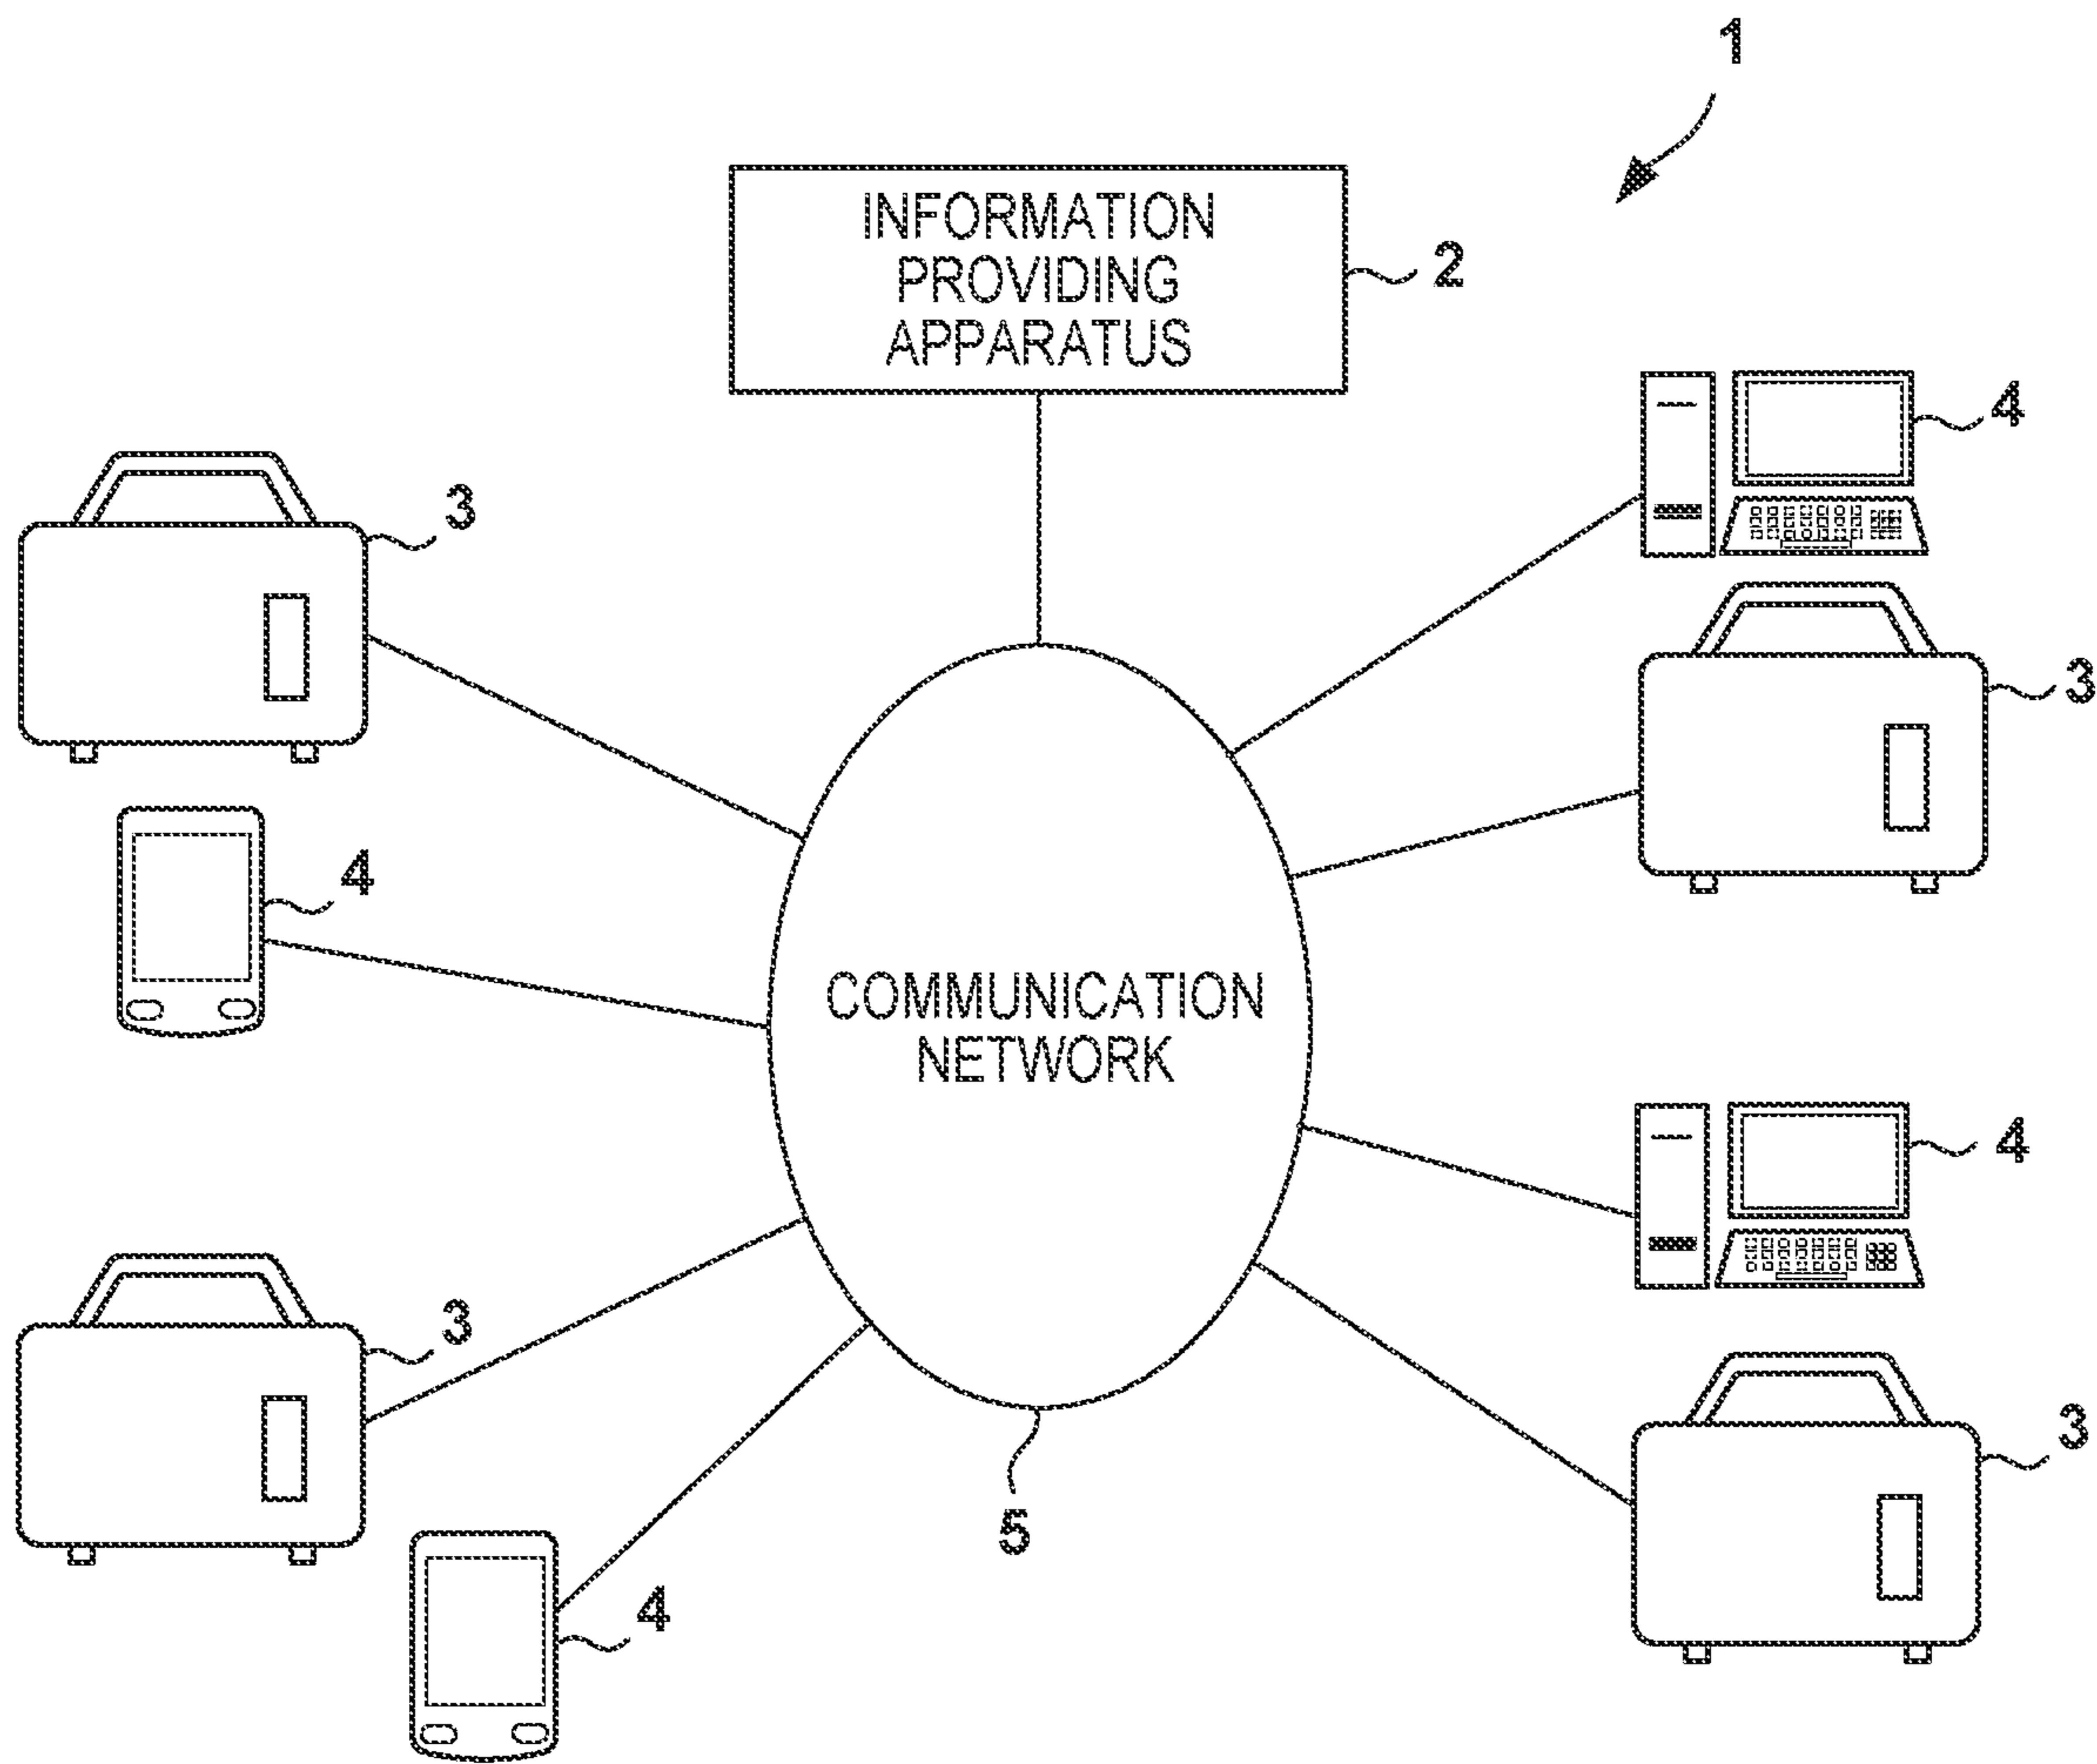 1
INFORMATION
PROVIDING
APPARATUS
2
4
3
3
4
COMMUNICATION
NETWORK
4
3
3
5
4